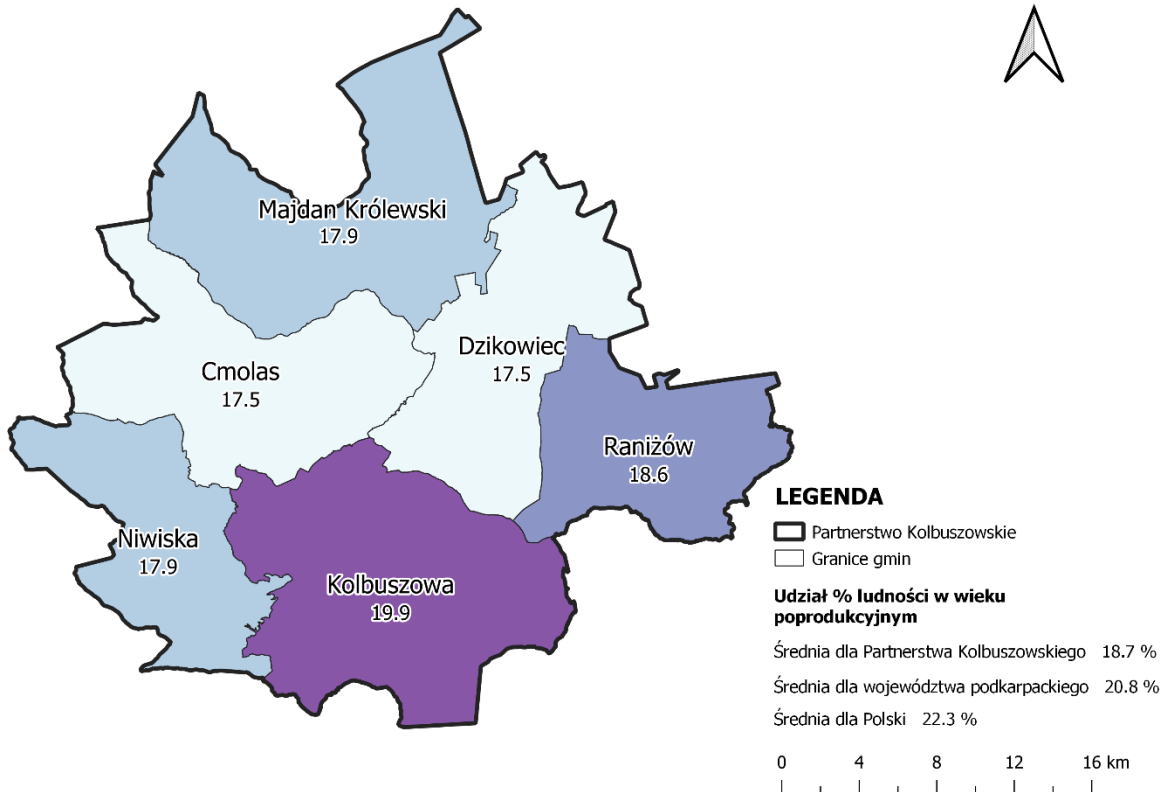 Majdan Królewski
17.9
Dzikowiec
17.5
Cmolas
17.5
Raniżów
18.6
Niwiska
17.9
Kolbuszowa
19.9
LEGENDA
Partnerstwo Kolbuszowskie
Granice gmin
Udział % ludności w wieku
poprodukcyjnym
Średnia dla Partnerstwa Kolbuszowskiego 18.7 %
Średnia dla województwa podkarpackiego 20.8 %
Średnia dla Polski 22.3 %
0 4 8 12 16 km